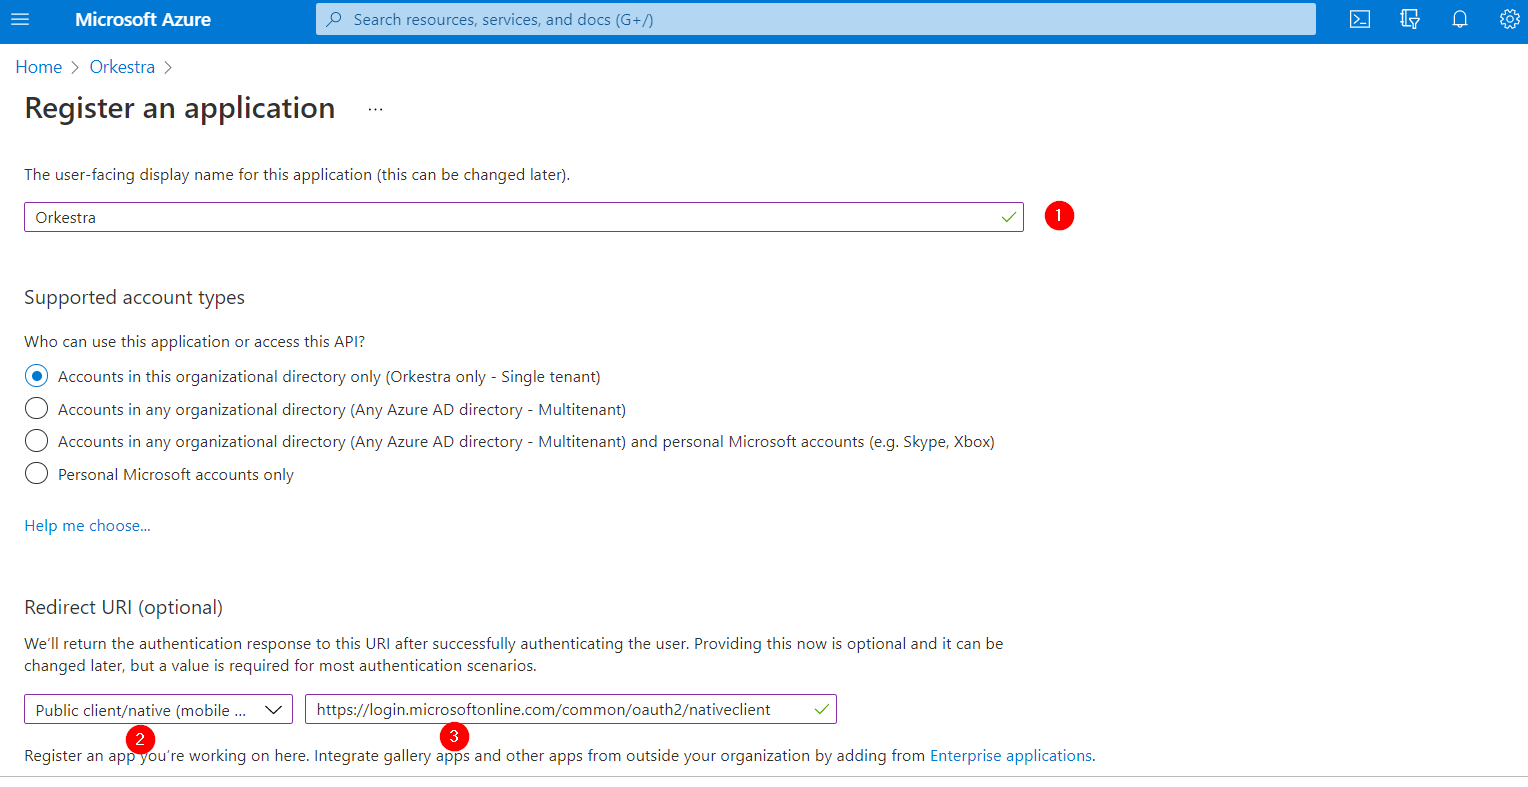 Microsoft Azure
Search resources, services, and docs (G+/)
Home > Orkestra >
Register an application ...
The user-facing display name for this application (this can be changed later).
Orkestra
1
Supported account types
Who can use this application or access this API?
Accounts in this organizational directory only (Orkestra only - Single tenant)
Accounts in any organizational directory (Any Azure AD directory - Multitenant)
Accounts in any organizational directory (Any Azure AD directory - Multitenant) and personal Microsoft accounts (e.g. Skype, Xbox)
Personal Microsoft accounts only
Help me choose...
Redirect URI (optional)
We'll return the authentication response to this URI after successfully authenticating the user. Providing this now is optional and it can be
changed later, but a value is required for most authentication scenarios.
Public client/native (mobile ...
https://login.microsoftonline.com/common/oauth2/nativeclient
2
3
Register an app you're working on here. Integrate gallery apps and other apps from outside your organization by adding from Enterprise applications.